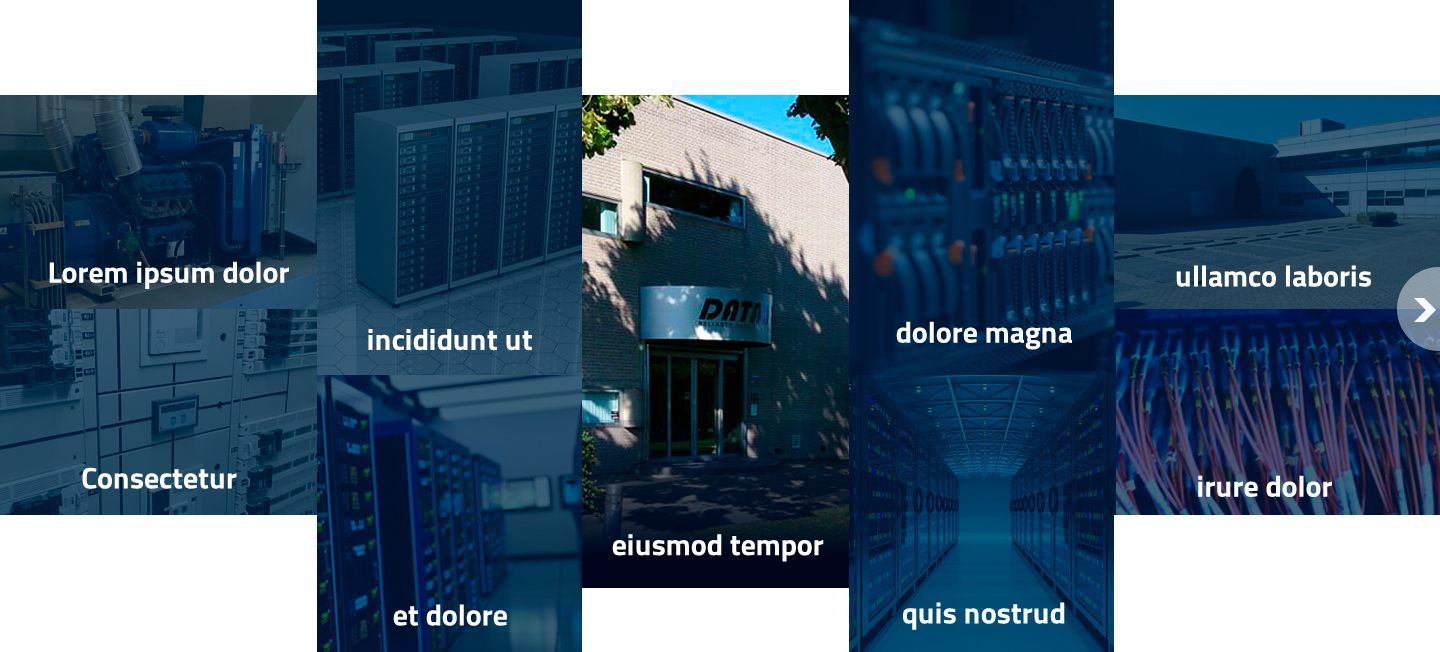 Lorem ipsum dolor
Consectetur
incididunt ut
et dolore
DATA
eiusmod tempor
dolore magna
quis nostrud
ullamco laboris
irure dolor